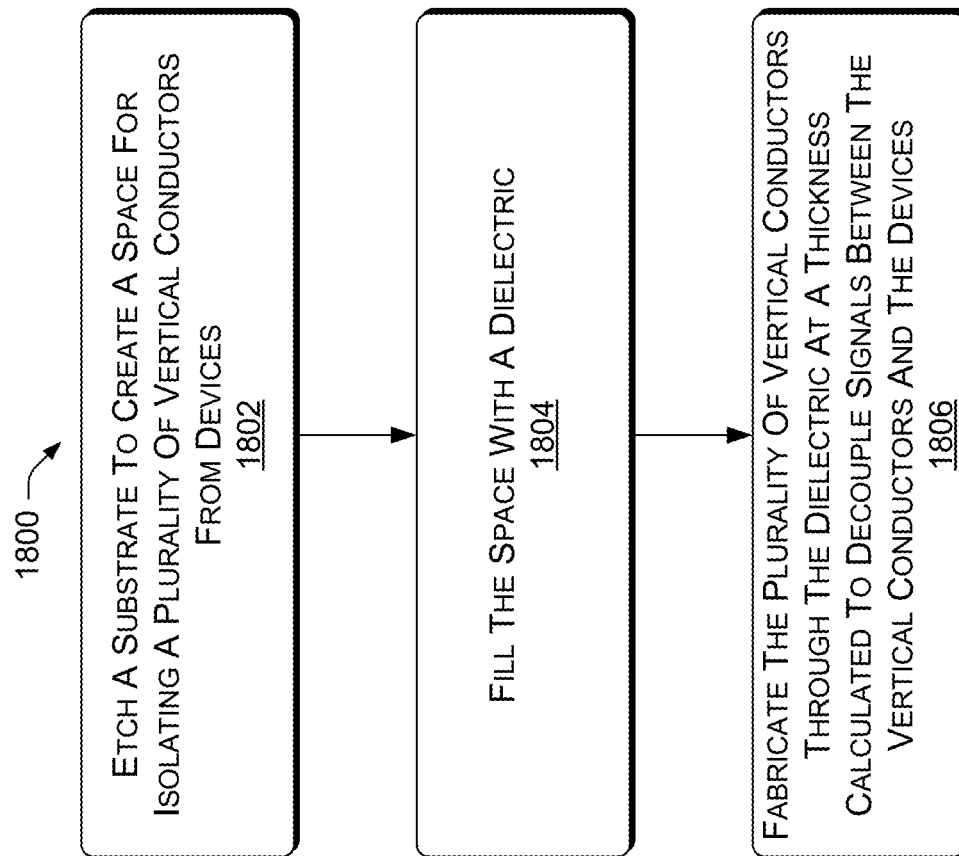 1800
ETCH A SUBSTRATE TO CREATE A SPACE FOR
ISOLATING A PLURALITY OF VERTICAL CONDUCTORS
FROM DEVICES
1802
FILL THE SPACE WITH A DIELECTRIC
1804
FABRICATE THE PLURALITY OF VERTICAL CONDUCTORS
THROUGH THE DIELECTRIC AT A THICKNESS
CALCULATED TO DECOUPLE SIGNALS BETWEEN THE
VERTICAL CONDUCTORS AND THE DEVICES
1806